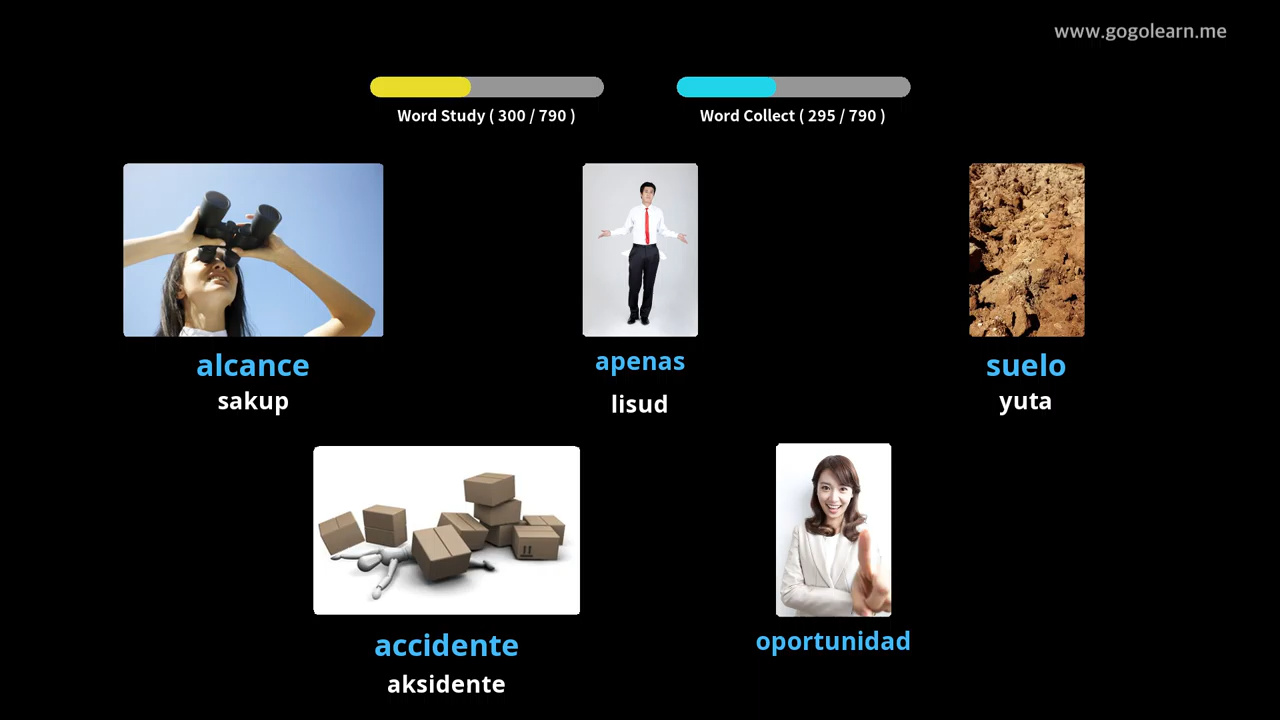 www.gogolearn.me
Word Study ( 300 / 790 )
Word Collect ( 295 / 790 )
alcance
sakup
apenas
lisud
suelo
yuta
accidente
aksidente
oportunidad